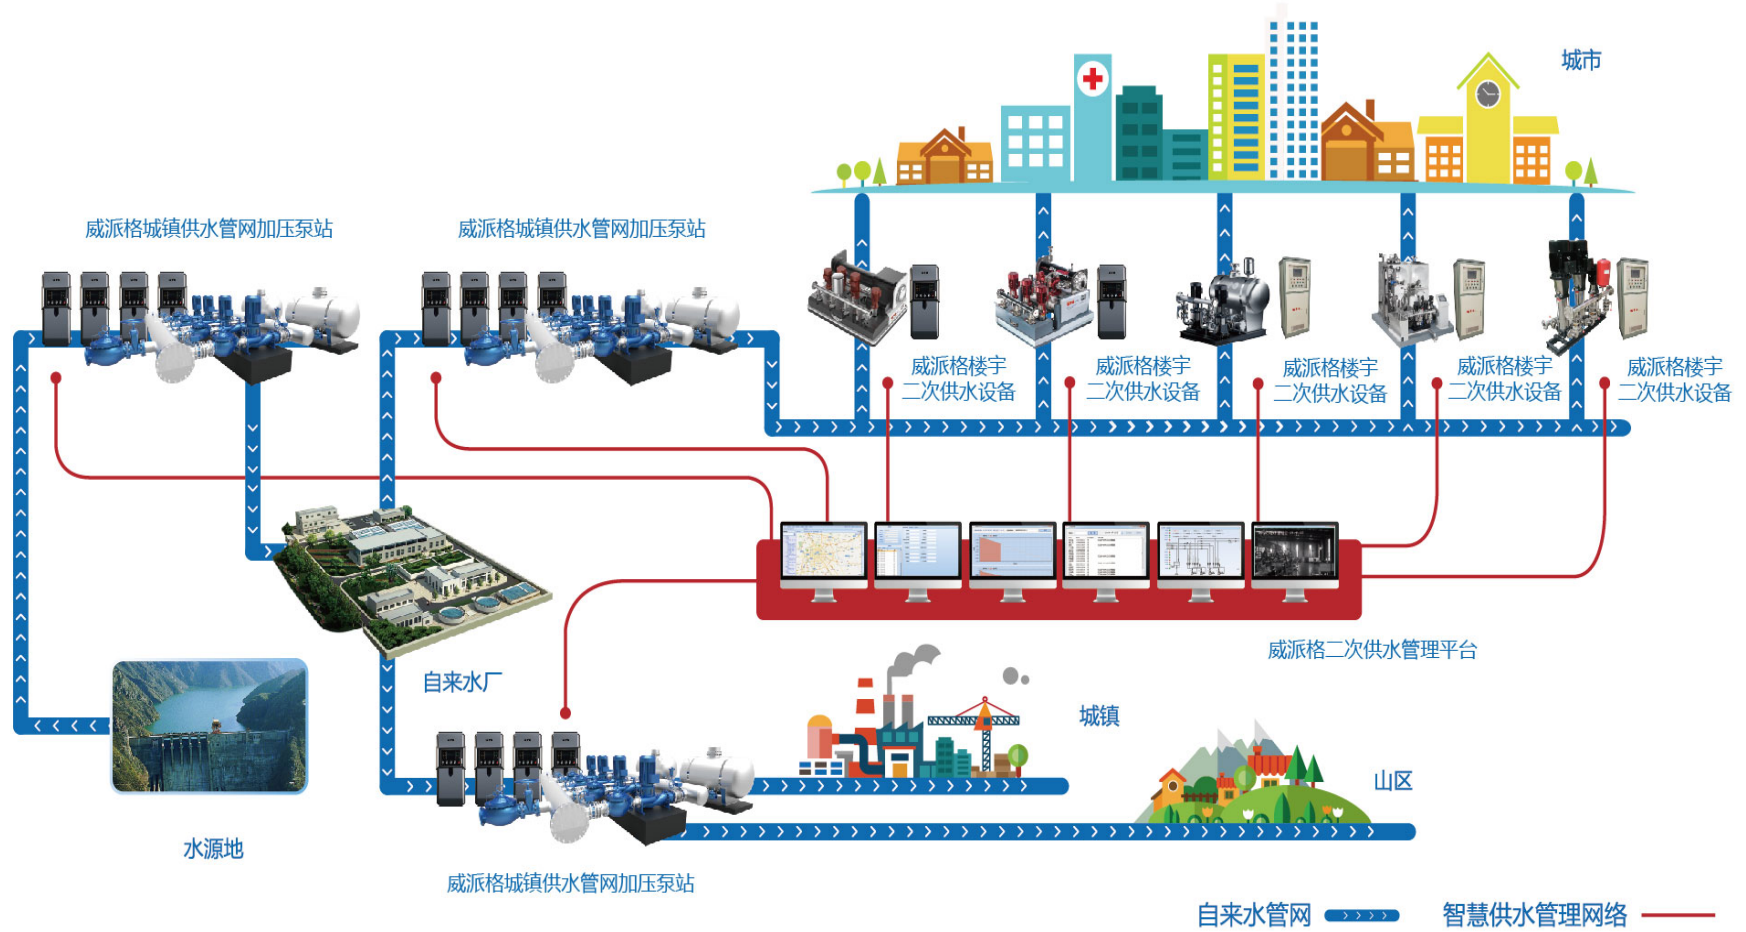 城市
威派格城镇供水管网加压泵站
威派格城镇供水管网加压泵站
威派格楼宇
二次供水设备
威派格楼宇
二次供水设备
威派格楼宇
二次供水设备
威派格楼宇
二次供水设备
威派格楼宇
二次供水设备
威派格二次供水管理平台
自来水厂
城镇
山区
水源地
威派格城镇供水管网加压泵站
自来水管网
智慧供水管理网络